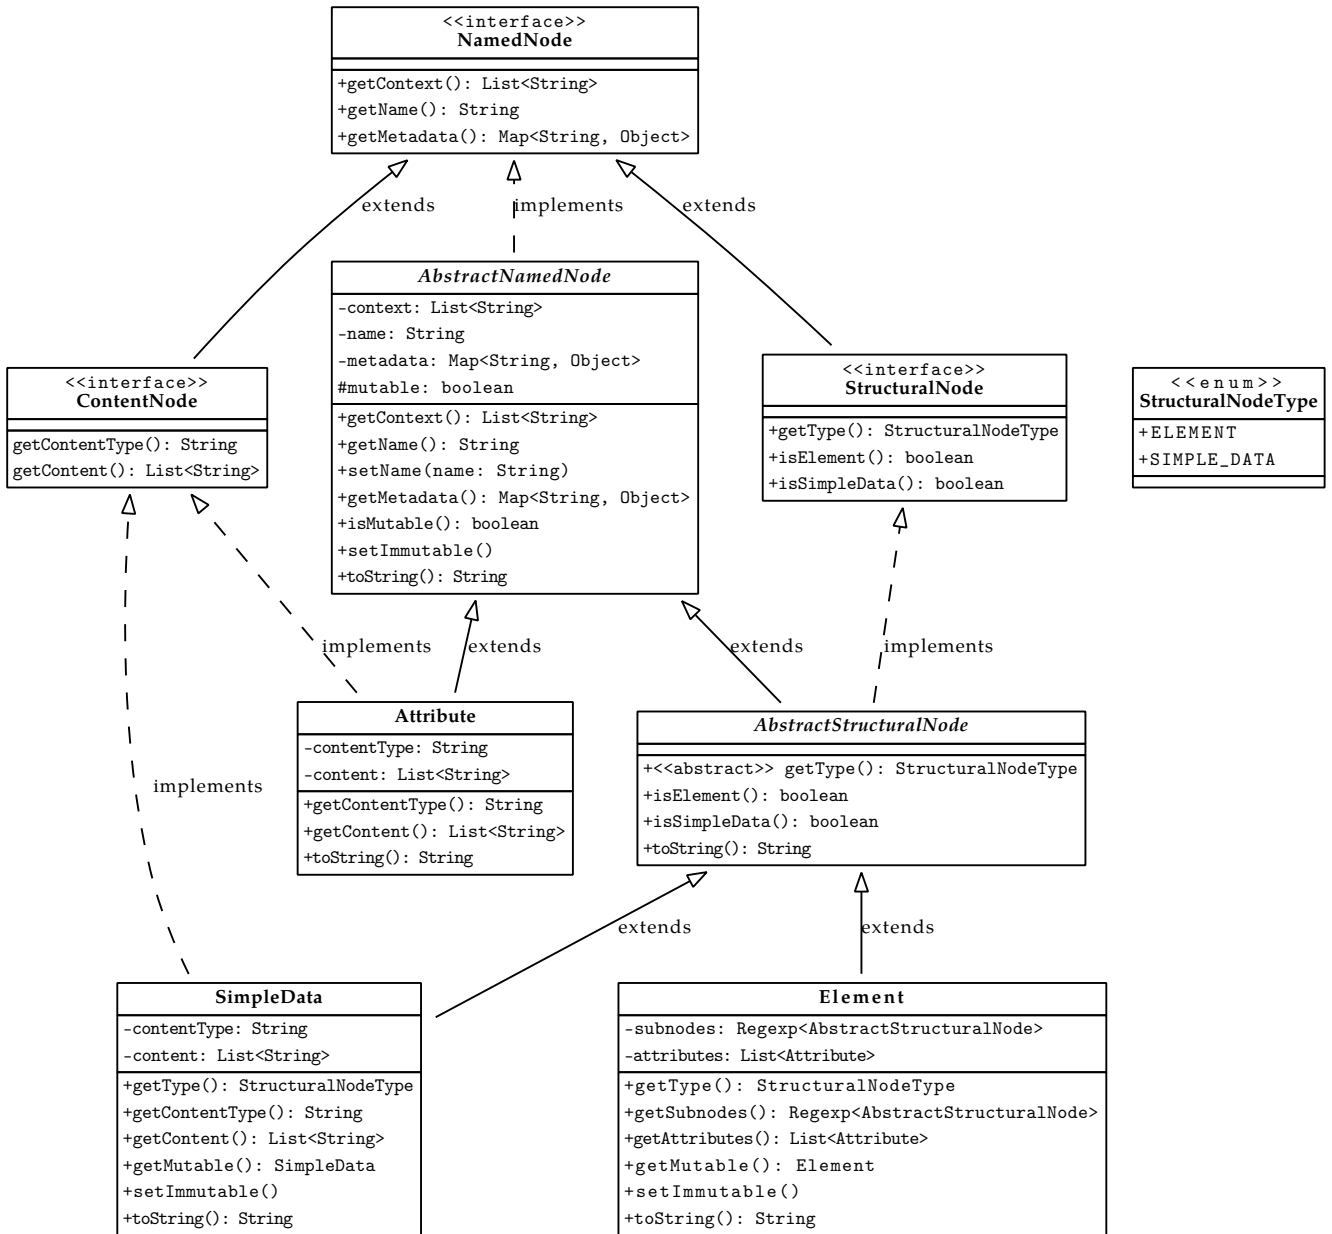 <<interface>>
NamedNode
+getContext(): List<String>
+getName(): String
+getMetadata(): Map<String, Object>
extends
implements
extends
AbstractNamedNode
-context: List<String>
-name: String
-metadata: Map<String, Object>
#mutable: boolean
+getContext(): List<String>
+getName(): String
+setName(name: String)
+getMetadata(): Map<String, Object>
+isMutable(): boolean
+setImmutable()
+toString(): String
<<interface>>
ContentNode
getContentType(): String
getContent(): List<String>
<<interface>>
StructuralNode
+getType(): StructuralNodeType
+isElement(): boolean
+isSimpleData(): boolean
<<enum>>
StructuralNodeType
+ELEMENT
+SIMPLE_DATA
implements
extends
extends
implements
Attribute
-contentType: String
-content: List<String>
+getContentType(): String
+getContent(): List<String>
+toString(): String
AbstractStructuralNode
+<<abstract>> getType(): StructuralNodeType
+isElement(): boolean
+isSimpleData(): boolean
+toString(): String
implements
extends
extends
SimpleData
-contentType: String
-content: List<String>
+getType(): StructuralNodeType
+getContentType(): String
+getContent(): List<String>
+getMutable(): SimpleData
+setImmutable()
+toString(): String
Element
-subnodes: Regexp<AbstractStructuralNode>
-attributes: List<Attribute>
+getType(): StructuralNodeType
+getSubnodes(): Regexp<AbstractStructuralNode>
+getAttributes(): List<Attribute>
+getMutable(): Element
+setImmutable()
+toString(): String